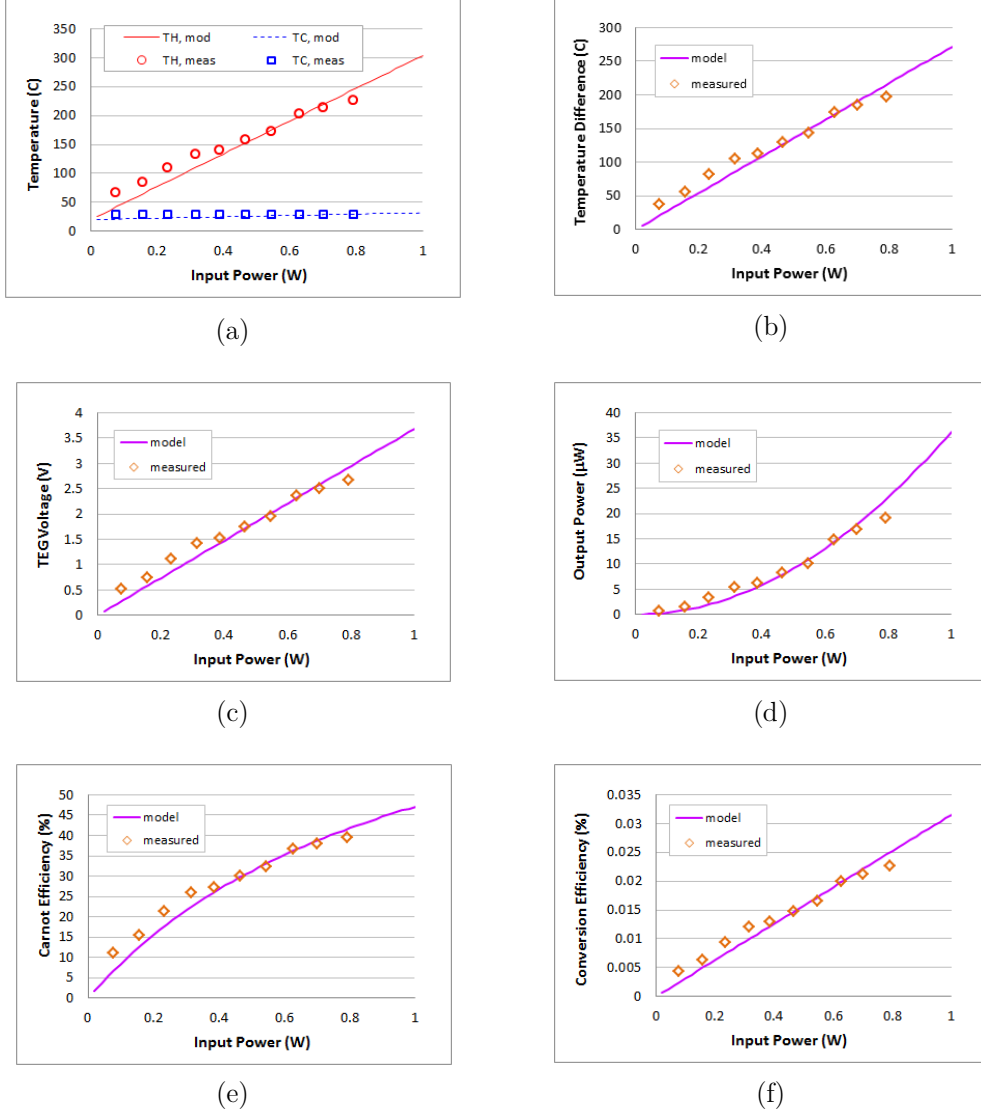 350
300
250
200
150
100
50
0
TH, mod
TC, mod
TH, meas
TC, meas
Temperature (C)
0 0.2 0.4 0.6 0.8 1
Input Power (W)
(a)
300
250
200
150
100
50
0
model
measured
Temperature Difference (C)
0 0.2 0.4 0.6 0.8 1
Input Power (W)
(b)
4
3.5
3
2.5
2
1.5
1
0.5
0
model
measured
TEG Voltage (V)
0 0.2 0.4 0.6 0.8 1
Input Power (W)
(c)
40
35
30
25
20
15
10
5
0
model
measured
Output Power (µW)
0 0.2 0.4 0.6 0.8 1
Input Power (W)
(d)
50
45
40
35
30
25
20
15
10
5
0
model
measured
Carnot Efficiency (%)
0 0.2 0.4 0.6 0.8 1
Input Power (W)
(e)
0.035
0.03
0.025
0.02
0.015
0.01
0.005
0
model
measured
Conversion Efficiency (%)
0 0.2 0.4 0.6 0.8 1
Input Power (W)
(f)